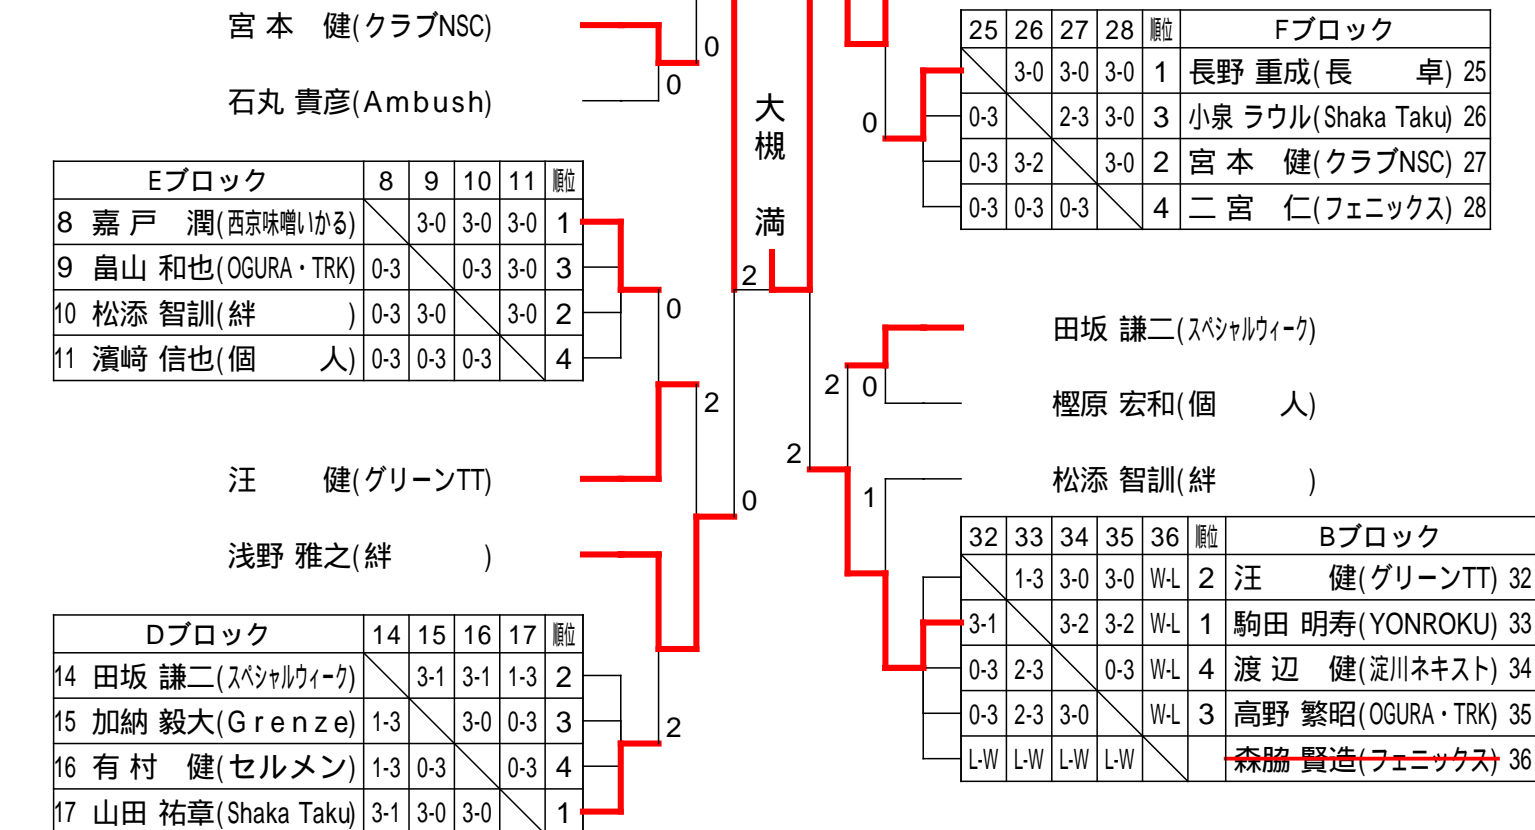 宮 本　健(クラブNSC)
0
0
石丸 貴彦(Ambush)
Eブロック 8 9 10 11 順位
8 嘉 戸　潤(西京味噌いかる) 3-0 3-0 3-0 1
9 畠山 和也(OGURA・TRK) 0-3 0-3 3-0 3
10 松添 智訓(絆　) 0-3 3-0 3-0 2
11 濱﨑 信也(個　人) 0-3 0-3 0-3 4
0
2
汪　健(グリーンTT)
0
浅野 雅之(絆　)
Dブロック 14 15 16 17 順位
14 田坂 謙二(スペシャルウィーク) 3-1 3-1 1-3 2
15 加納 毅大(Grenze) 1-3 3-0 0-3 3
16 有 村　健(セルメン) 1-3 0-3 0-3 4
17 山田 祐章(Shaka Taku) 3-1 3-0 3-0 1
2
大槻　満
2
2
0
25 26 27 28 順位 Fブロック
3-0 3-0 3-0 1 長野 重成(長　卓) 25
0-3 2-3 3-0 3 小泉 ラウル(Shaka Taku) 26
0-3 3-2 3-0 2 宮 本　健(クラブNSC) 27
0-3 0-3 0-3 4 二 宮　仁(フェニックス) 28
田坂 謙二(スペシャルウィーク)
2
0
樫原 宏和(個　人)
松添 智訓(絆　)
1
32 33 34 35 36 順位 Bブロック
1-3 3-0 3-0 W-L 2 汪　健(グリーンTT) 32
3-1 3-2 3-2 W-L 1 駒田 明寿(YONROKU) 33
0-3 2-3 0-3 W-L 4 渡 辺　健(淀川ネキスト) 34
0-3 2-3 3-0 W-L 3 高野 繁昭(OGURA・TRK) 35
L-W L-W L-W L-W 森脇 賢造(フェニックス) 36